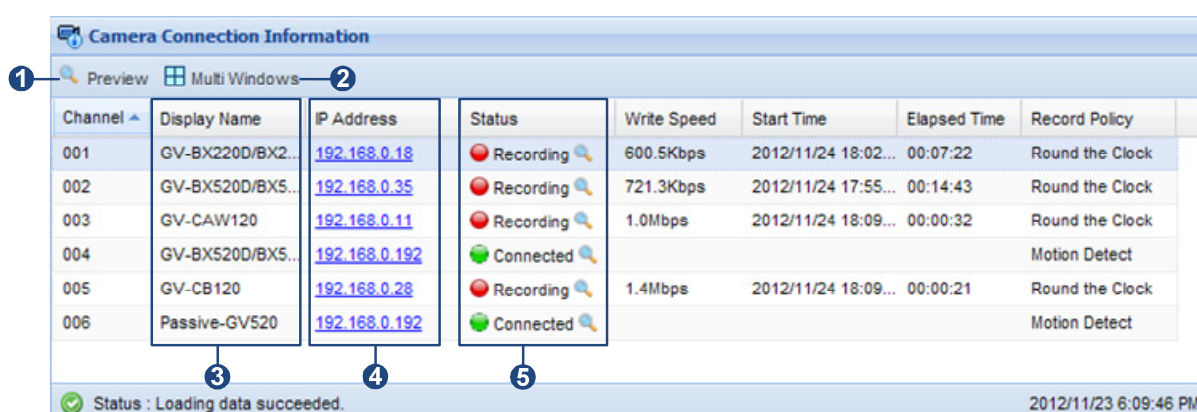 Camera Connection Information
1 Preview Multi Windows 2
Channel Display Name IP Address Status Write Speed Start Time Elapsed Time Record Policy
001 GV-BX220D/BX2... 192.168.0.18 Recording 600.5Kbps 2012/11/24 18:02... 00:07:22 Round the Clock
002 GV-BX520D/BX5... 192.168.0.35 Recording 721.3Kbps 2012/11/24 17:55... 00:14:43 Round the Clock
003 GV-CAW120 192.168.0.11 Recording 1.0Mbps 2012/11/24 18:09... 00:00:32 Round the Clock
004 GV-BX520D/BX5... 192.168.0.192 Connected Motion Detect
005 GV-CB120 192.168.0.28 Recording 1.4Mbps 2012/11/24 18:09... 00:00:21 Round the Clock
006 Passive-GV520 192.168.0.192 Connected Motion Detect
3 4 5
Status : Loading data succeeded. 2012/11/23 6:09:46 PM